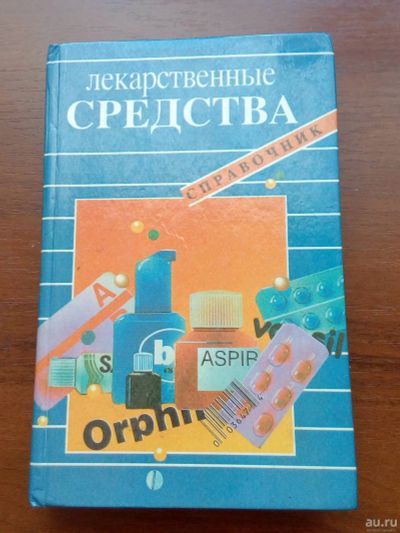 лекарственные
СРЕДСТВА
СПРАВОЧНИК
A
S
b
ASPIR
Orphi
au.ru